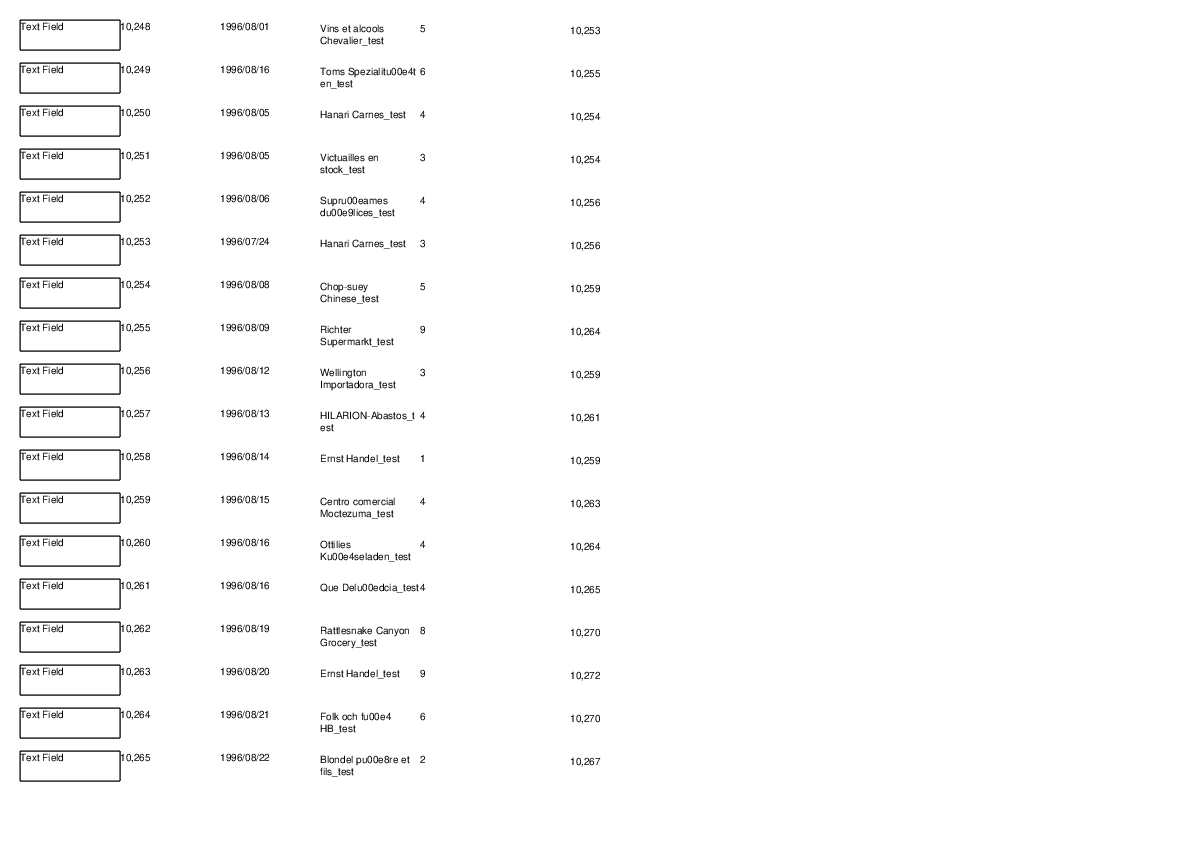 Text Field 10,248 1996/08/01 Vins et alcools 5 10,253
Chevalier_test
Text Field 10,249 1996/08/16 Toms Spezialitu00e4t 6 10,255
en_test
Text Field 10,250 1996/08/05 Hanari Carnes_test 4 10,254
Text Field 10,251 1996/08/05 Victuailles en 3 10,254
stock_test
Text Field 10,252 1996/08/06 Supru00eames 4 10,256
du00e9lices_test
Text Field 10,253 1996/07/24 Hanari Carnes_test 3 10,256
Text Field 10,254 1996/08/08 Chop-suey 5 10,259
Chinese_test
Text Field 10,255 1996/08/09 Richter 9 10,264
Supermarkt_test
Text Field 10,256 1996/08/12 Wellington 3 10,259
Importadora_test
Text Field 10,257 1996/08/13 HILARION-Abastos_t 4 10,261
est
Text Field 10,258 1996/08/14 Ernst Handel_test 1 10,259
Text Field 10,259 1996/08/15 Centro comercial 4 10,263
Moctezuma_test
Text Field 10,260 1996/08/16 Ottilies 4 10,264
Ku00e4seladen_test
Text Field 10,261 1996/08/16 Que Delu00edcia_test 4 10,265
Text Field 10,262 1996/08/19 Rattlesnake Canyon 8 10,270
Grocery_test
Text Field 10,263 1996/08/20 Ernst Handel_test 9 10,272
Text Field 10,264 1996/08/21 Folk och fu00e4 6 10,270
HB_test
Text Field 10,265 1996/08/22 Blondel pu00e8re et 2 10,267
fils_test